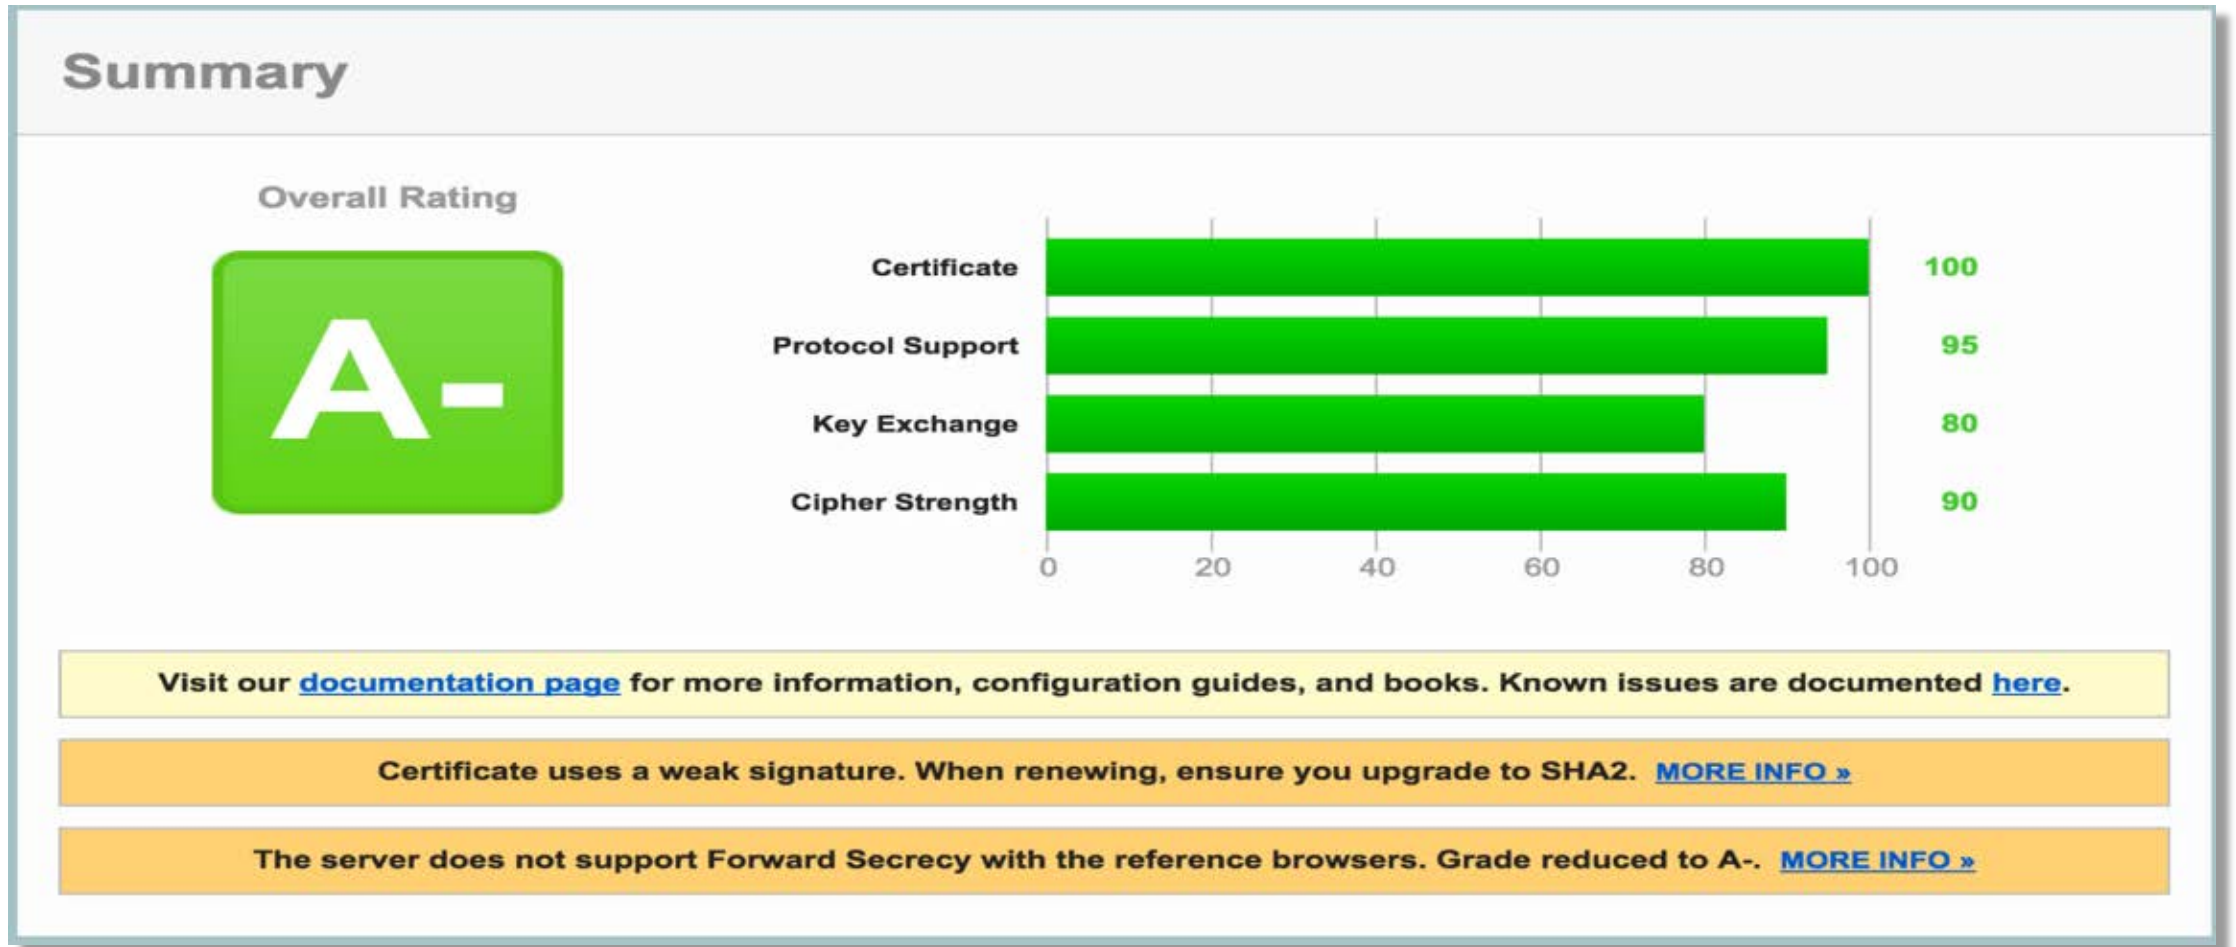 Summary
Overall Rating
A-
Certificate 100
Protocol Support 95
Key Exchange 80
Cipher Strength 90
0 20 40 60 80 100
Visit our documentation page for more information, configuration guides, and books. Known issues are documented here.
Certificate uses a weak signature. When renewing, ensure you upgrade to SHA2. MORE INFO »
The server does not support Forward Secrecy with the reference browsers. Grade reduced to A-. MORE INFO »